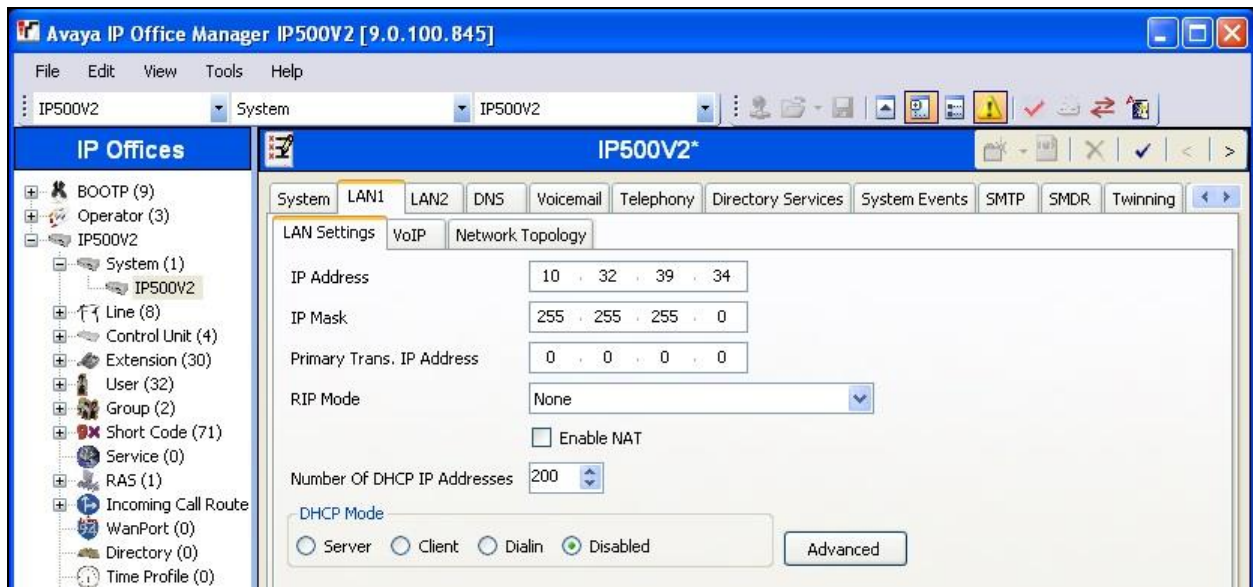 Avaya IP Office Manager IP500V2 [9.0.100.845]
File Edit View Tools Help
IP500V2 System IP500V2
IP Offices
IP500V2*
BOOTP (9)
Operator (3)
IP500V2
System (1)
IP500V2
Line (8)
Control Unit (4)
Extension (30)
User (32)
Group (2)
Short Code (71)
Service (0)
RAS (1)
Incoming Call Route
WanPort (0)
Directory (0)
Time Profile (0)
System LAN1 LAN2 DNS Voicemail Telephony Directory Services System Events SMTP SMDR Twinning
LAN Settings VoIP Network Topology
IP Address 10 . 32 . 39 . 34
IP Mask 255 . 255 . 255 . 0
Primary Trans. IP Address 0 . 0 . 0 . 0
RIP Mode None
Enable NAT
Number Of DHCP IP Addresses 200
DHCP Mode
Server Client Dialin Disabled Advanced